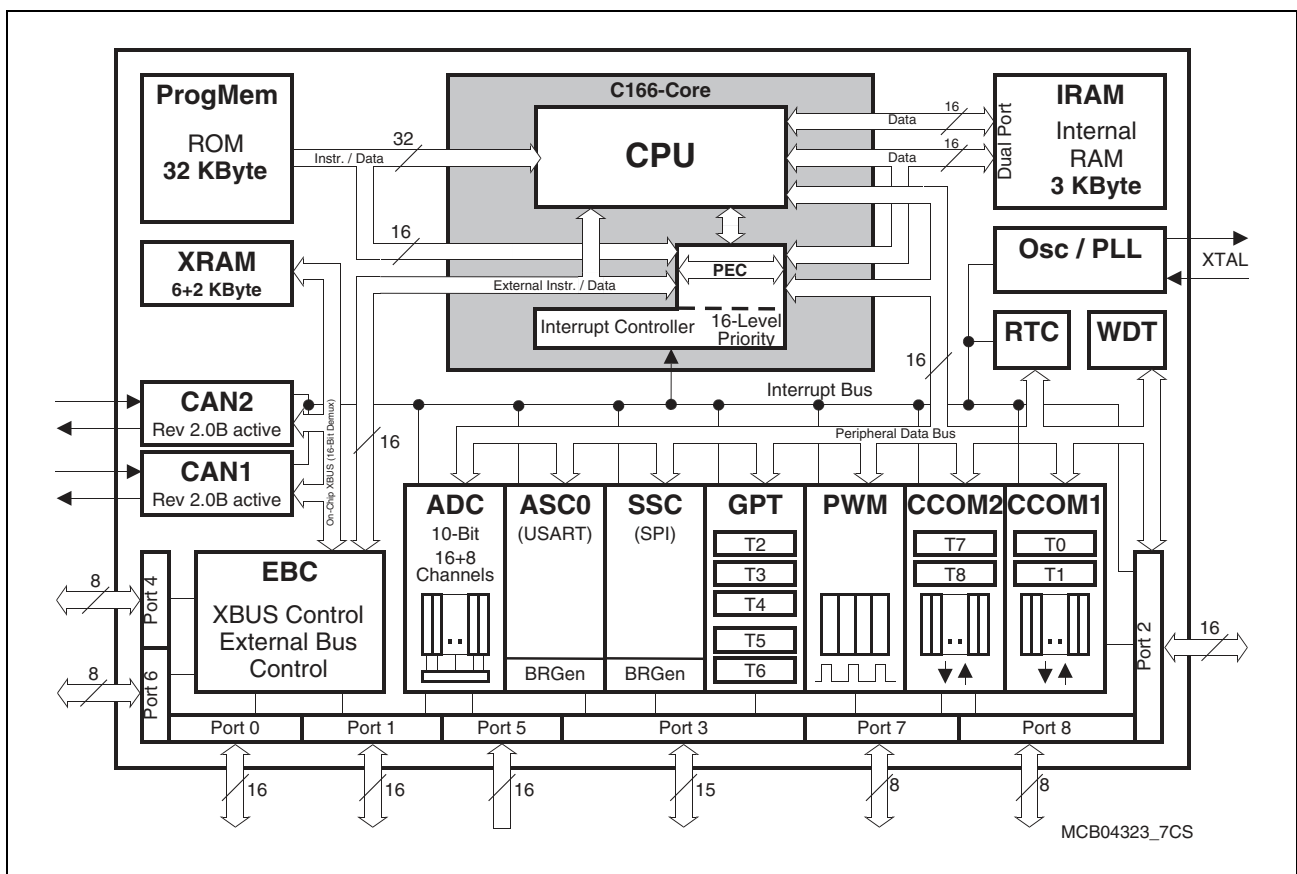 ProgMem
ROM
32 KByte
C166-Core
CPU
IRAM
Internal
RAM
3 KByte
Dual Port
16
Data
16
Data
32
Instr. / Data
16
XRAM
6+2 KByte
PEC
External Instr. / Data
Interrupt Controller
16-Level
Priority
Osc / PLL
XTAL
RTC
WDT
16
Interrupt Bus
Peripheral Data Bus
CAN2
Rev 2.0B active
CAN1
Rev 2.0B active
On-Chip XBUS (16-Bit Demux)
16
EBC
XBUS Control
External Bus
Control
ADC
10-Bit
16+8
Channels
ASC0
(USART)
BRGen
SSC
(SPI)
BRGen
GPT
T2
T3
T4
T5
T6
PWM
CCOM2
T7
T8
CCOM1
T0
T1
8
Port 4
8
Port 6
Port 2
16
Port 0
Port 1
Port 5
Port 3
Port 7
Port 8
16
16
16
15
8
8
MCB04323_7CS